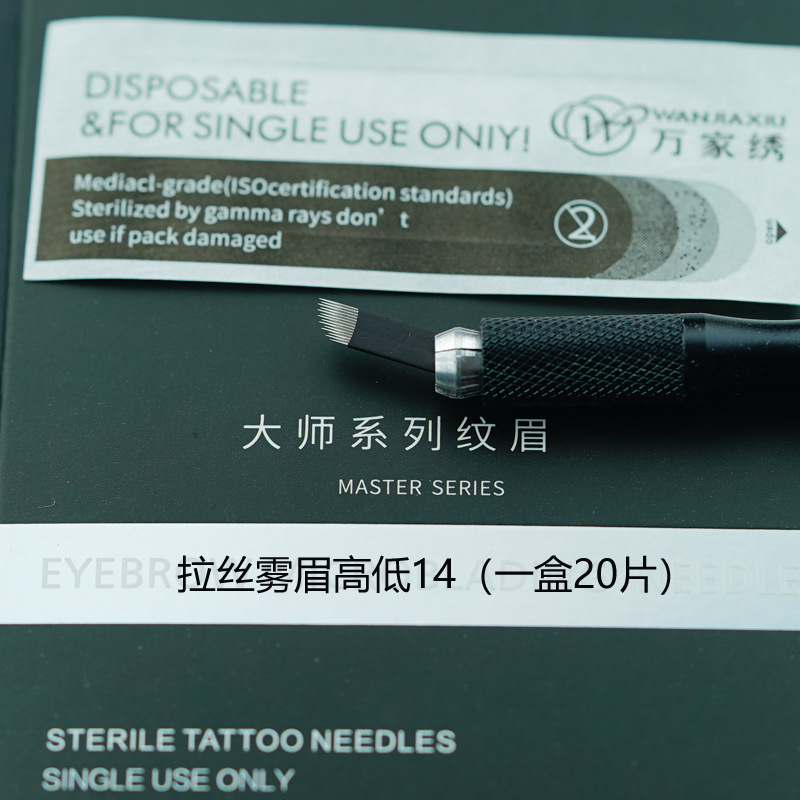 DISPOSABLE
&FOR SINGLE USE ONIY!
WANJIAXIU
万家绣
Mediacl-grade(ISOcertification standards)
Sterilized by gamma rays don't
use if pack damaged
2
open
大师系列纹眉
MASTER SERIES
拉丝雾眉高低14（一盒20片）
STERILE TATTOO NEEDLES
SINGLE USE ONLY